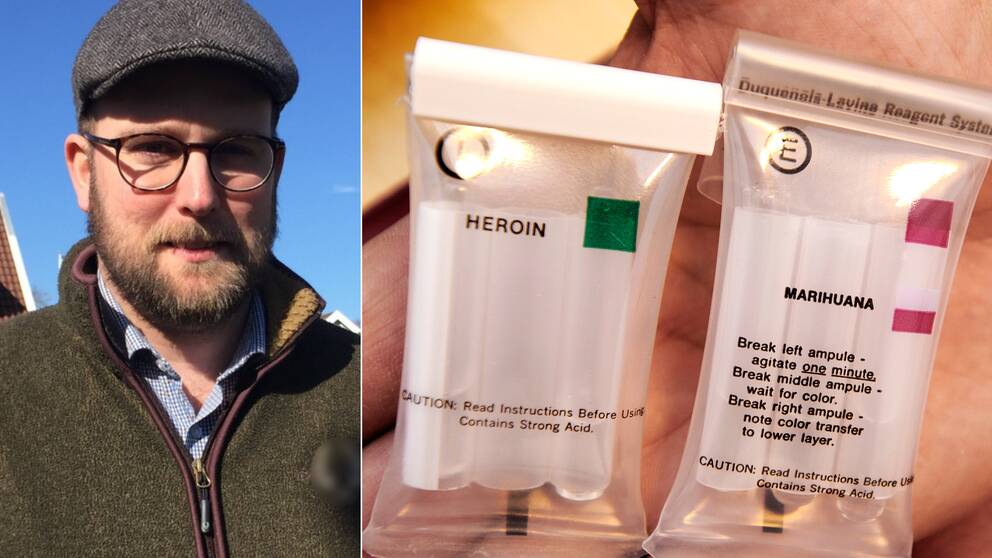 HEROIN
CAUTION: Read Instructions Before Using
Contains Strong Acid.
Duquenois-Levine Reagent System
E
MARIHUANA
Break left ampule -
agitate one minute.
Break middle ampule -
wait for color.
Break right ampule -
note color transfer
to lower layer.
CAUTION: Read Instructions Before Using
Contains Strong Acid.